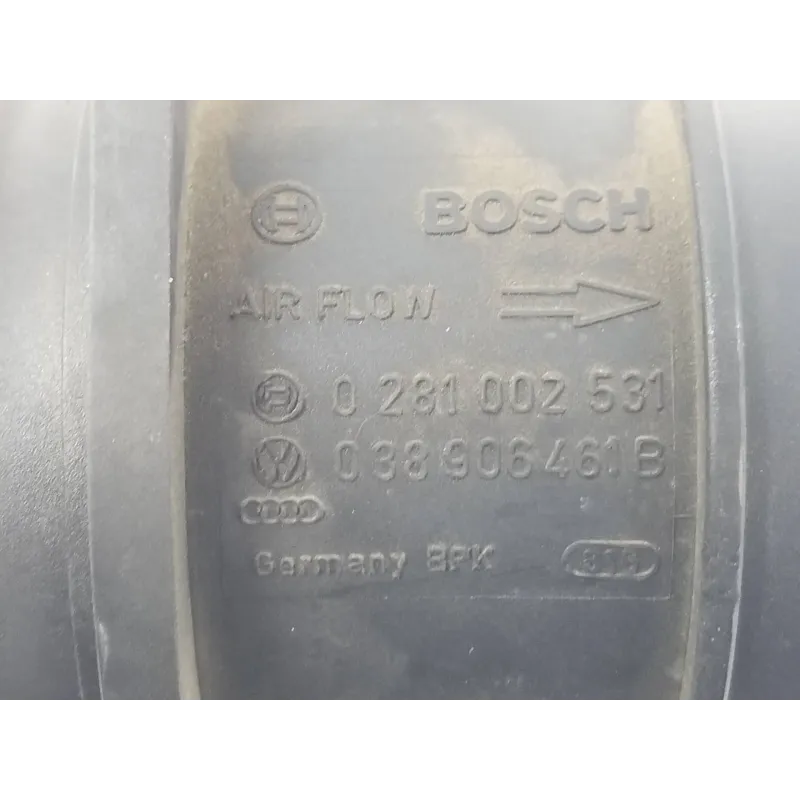 BOSCH
AIR FLOW
0 281 002 531
038 906 461 B
Germany BPK